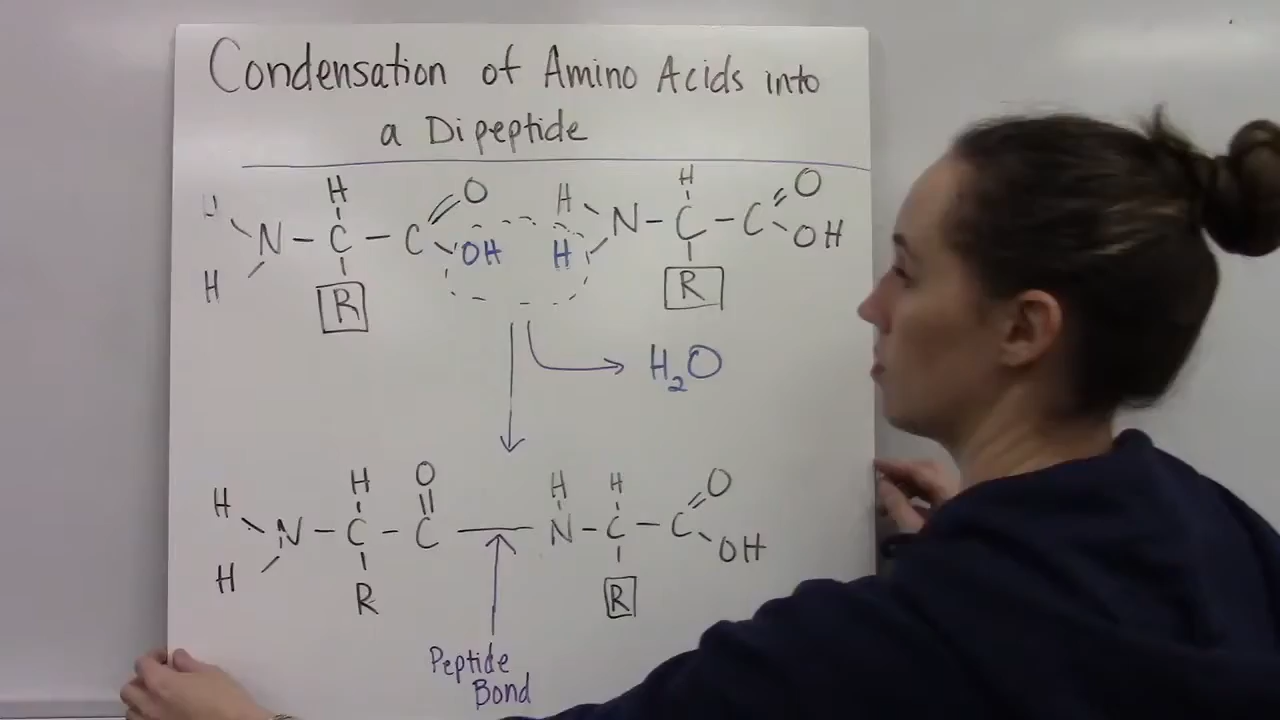 Condensation of Amino Acids into
a Dipeptide
H H O H H O
N – C – C OH H N – C – C OH
H R R
H₂O
H H O H H O
N – C – C — N – C – C OH
H R R
Peptide
Bond